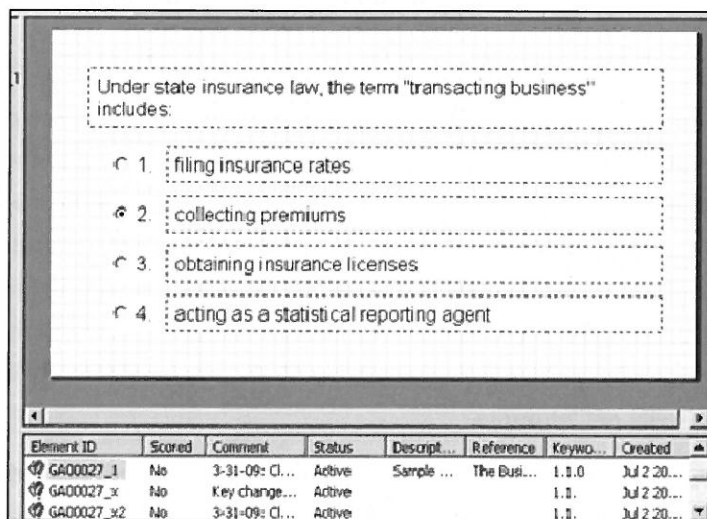 1
Under state insurance law, the term "transacting business"
includes:
1. filing insurance rates
2. collecting premiums
3. obtaining insurance licenses
4. acting as a statistical reporting agent
Element ID Scored Comment Status Descript... Reference Keywo... Created
GA00027_1 No 3-31-09: Cl... Active Sample ... The Busi... 1.1.0 Jul 2 20....
GA00027_x No Key change... Active 1.1. Jul 2 20....
GA00027_x2 No 3-31-09: Cl... Active 1.1. Jul 2 20....